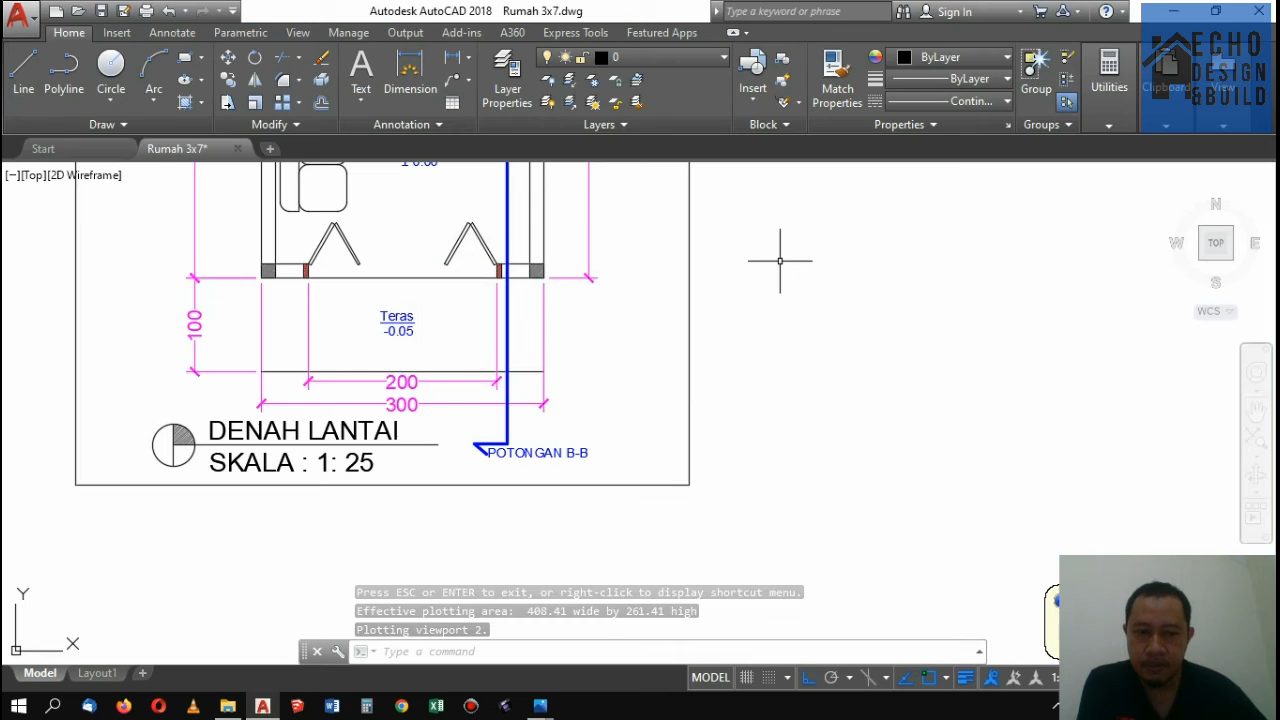 Autodesk AutoCAD 2018 Rumah 3x7.dwg
Type a keyword or phrase
Sign In
Home Insert Annotate Parametric View Manage Output Add-ins A360 Express Tools Featured Apps
Line Polyline Circle Arc
Text Dimension
Layer Properties
0
Insert
Match Properties
ByLayer
ByLayer
Contin...
Group
Utilities
Clipboard
View
ECHO
DESIGN
&BUILD
Draw Modify Annotation Layers Block Properties Groups
Start Rumah 3x7*
[−][Top][2D Wireframe]
N
W TOP E
S
WCS
100
Teras
-0.05
200
300
DENAH LANTAI
SKALA : 1: 25
POTONGAN B-B
Y
X
Press ESC or ENTER to exit, or right-click to display shortcut menu.
Effective plotting area: 408.41 wide by 261.41 high
Plotting viewport 2.
Type a command
Model Layout1
MODEL